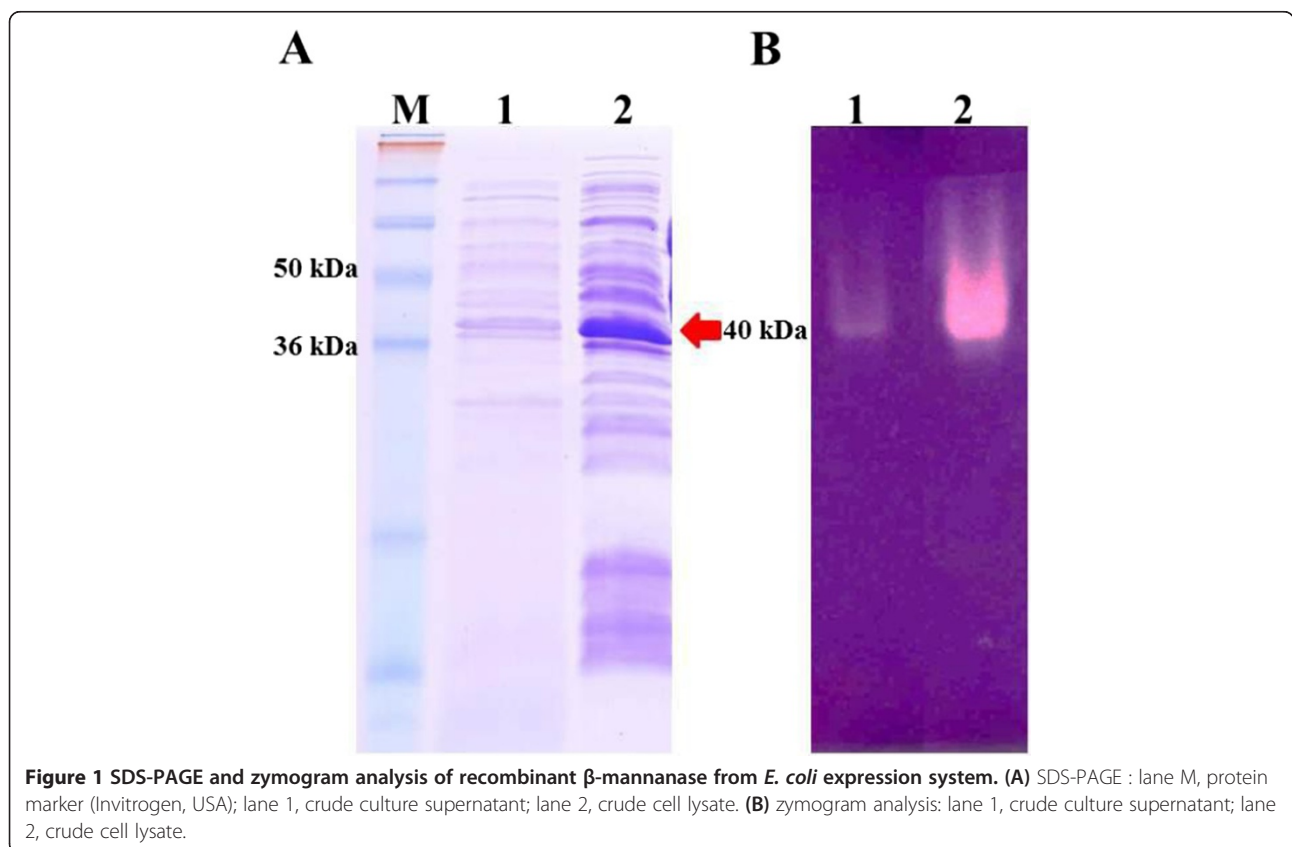 A
B
M 1 2
1 2
50 kDa
36 kDa
40 kDa
Figure 1 SDS-PAGE and zymogram analysis of recombinant β-mannanase from E. coli expression system. (A) SDS-PAGE : lane M, protein
marker (Invitrogen, USA); lane 1, crude culture supernatant; lane 2, crude cell lysate. (B) zymogram analysis: lane 1, crude culture supernatant; lane
2, crude cell lysate.